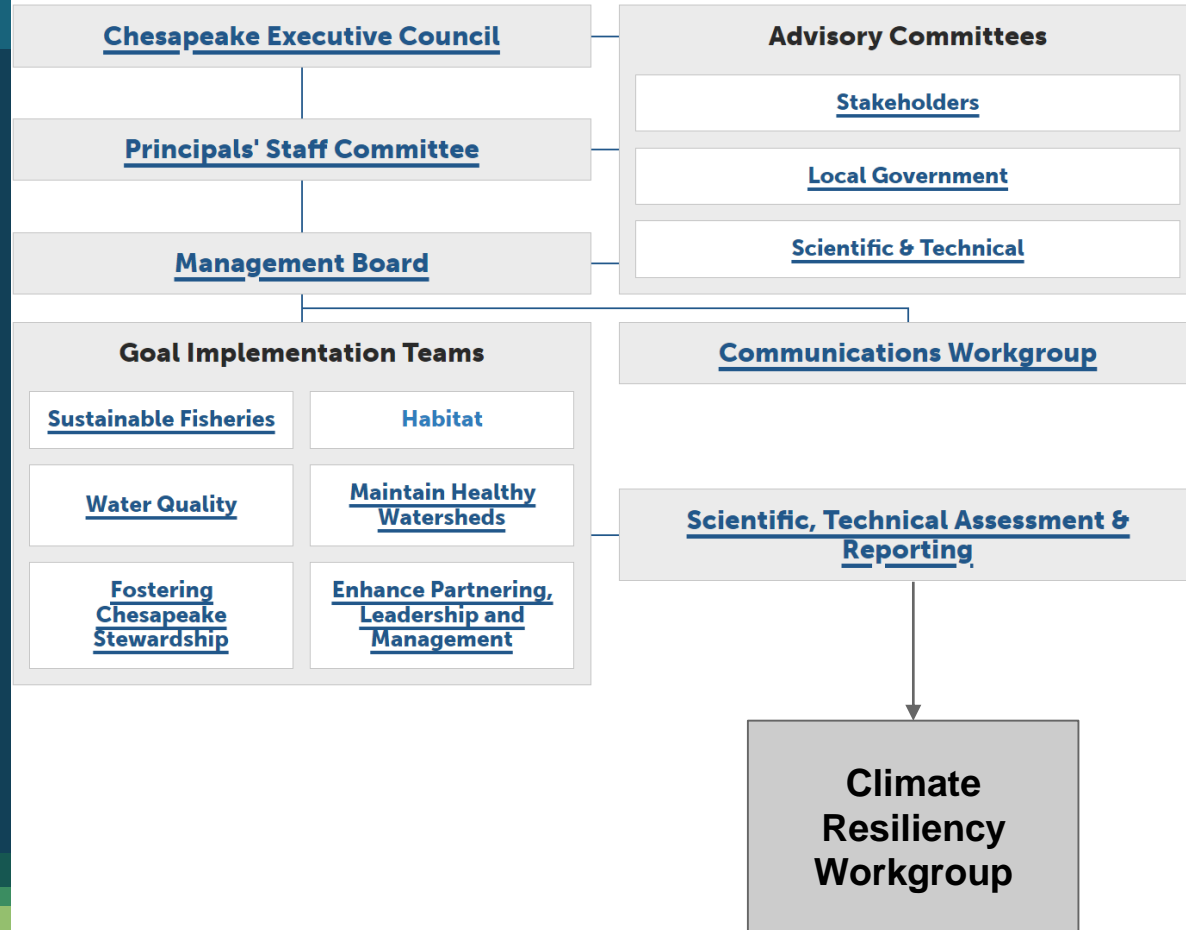 Chesapeake Executive Council
Principals' Staff Committee
Management Board
Advisory Committees
Stakeholders
Local Government
Scientific & Technical
Goal Implementation Teams
Sustainable Fisheries
Habitat
Water Quality
Maintain Healthy
Watersheds
Fostering
Chesapeake
Stewardship
Enhance Partnering,
Leadership and
Management
Communications Workgroup
Scientific, Technical Assessment &
Reporting
Climate
Resiliency
Workgroup